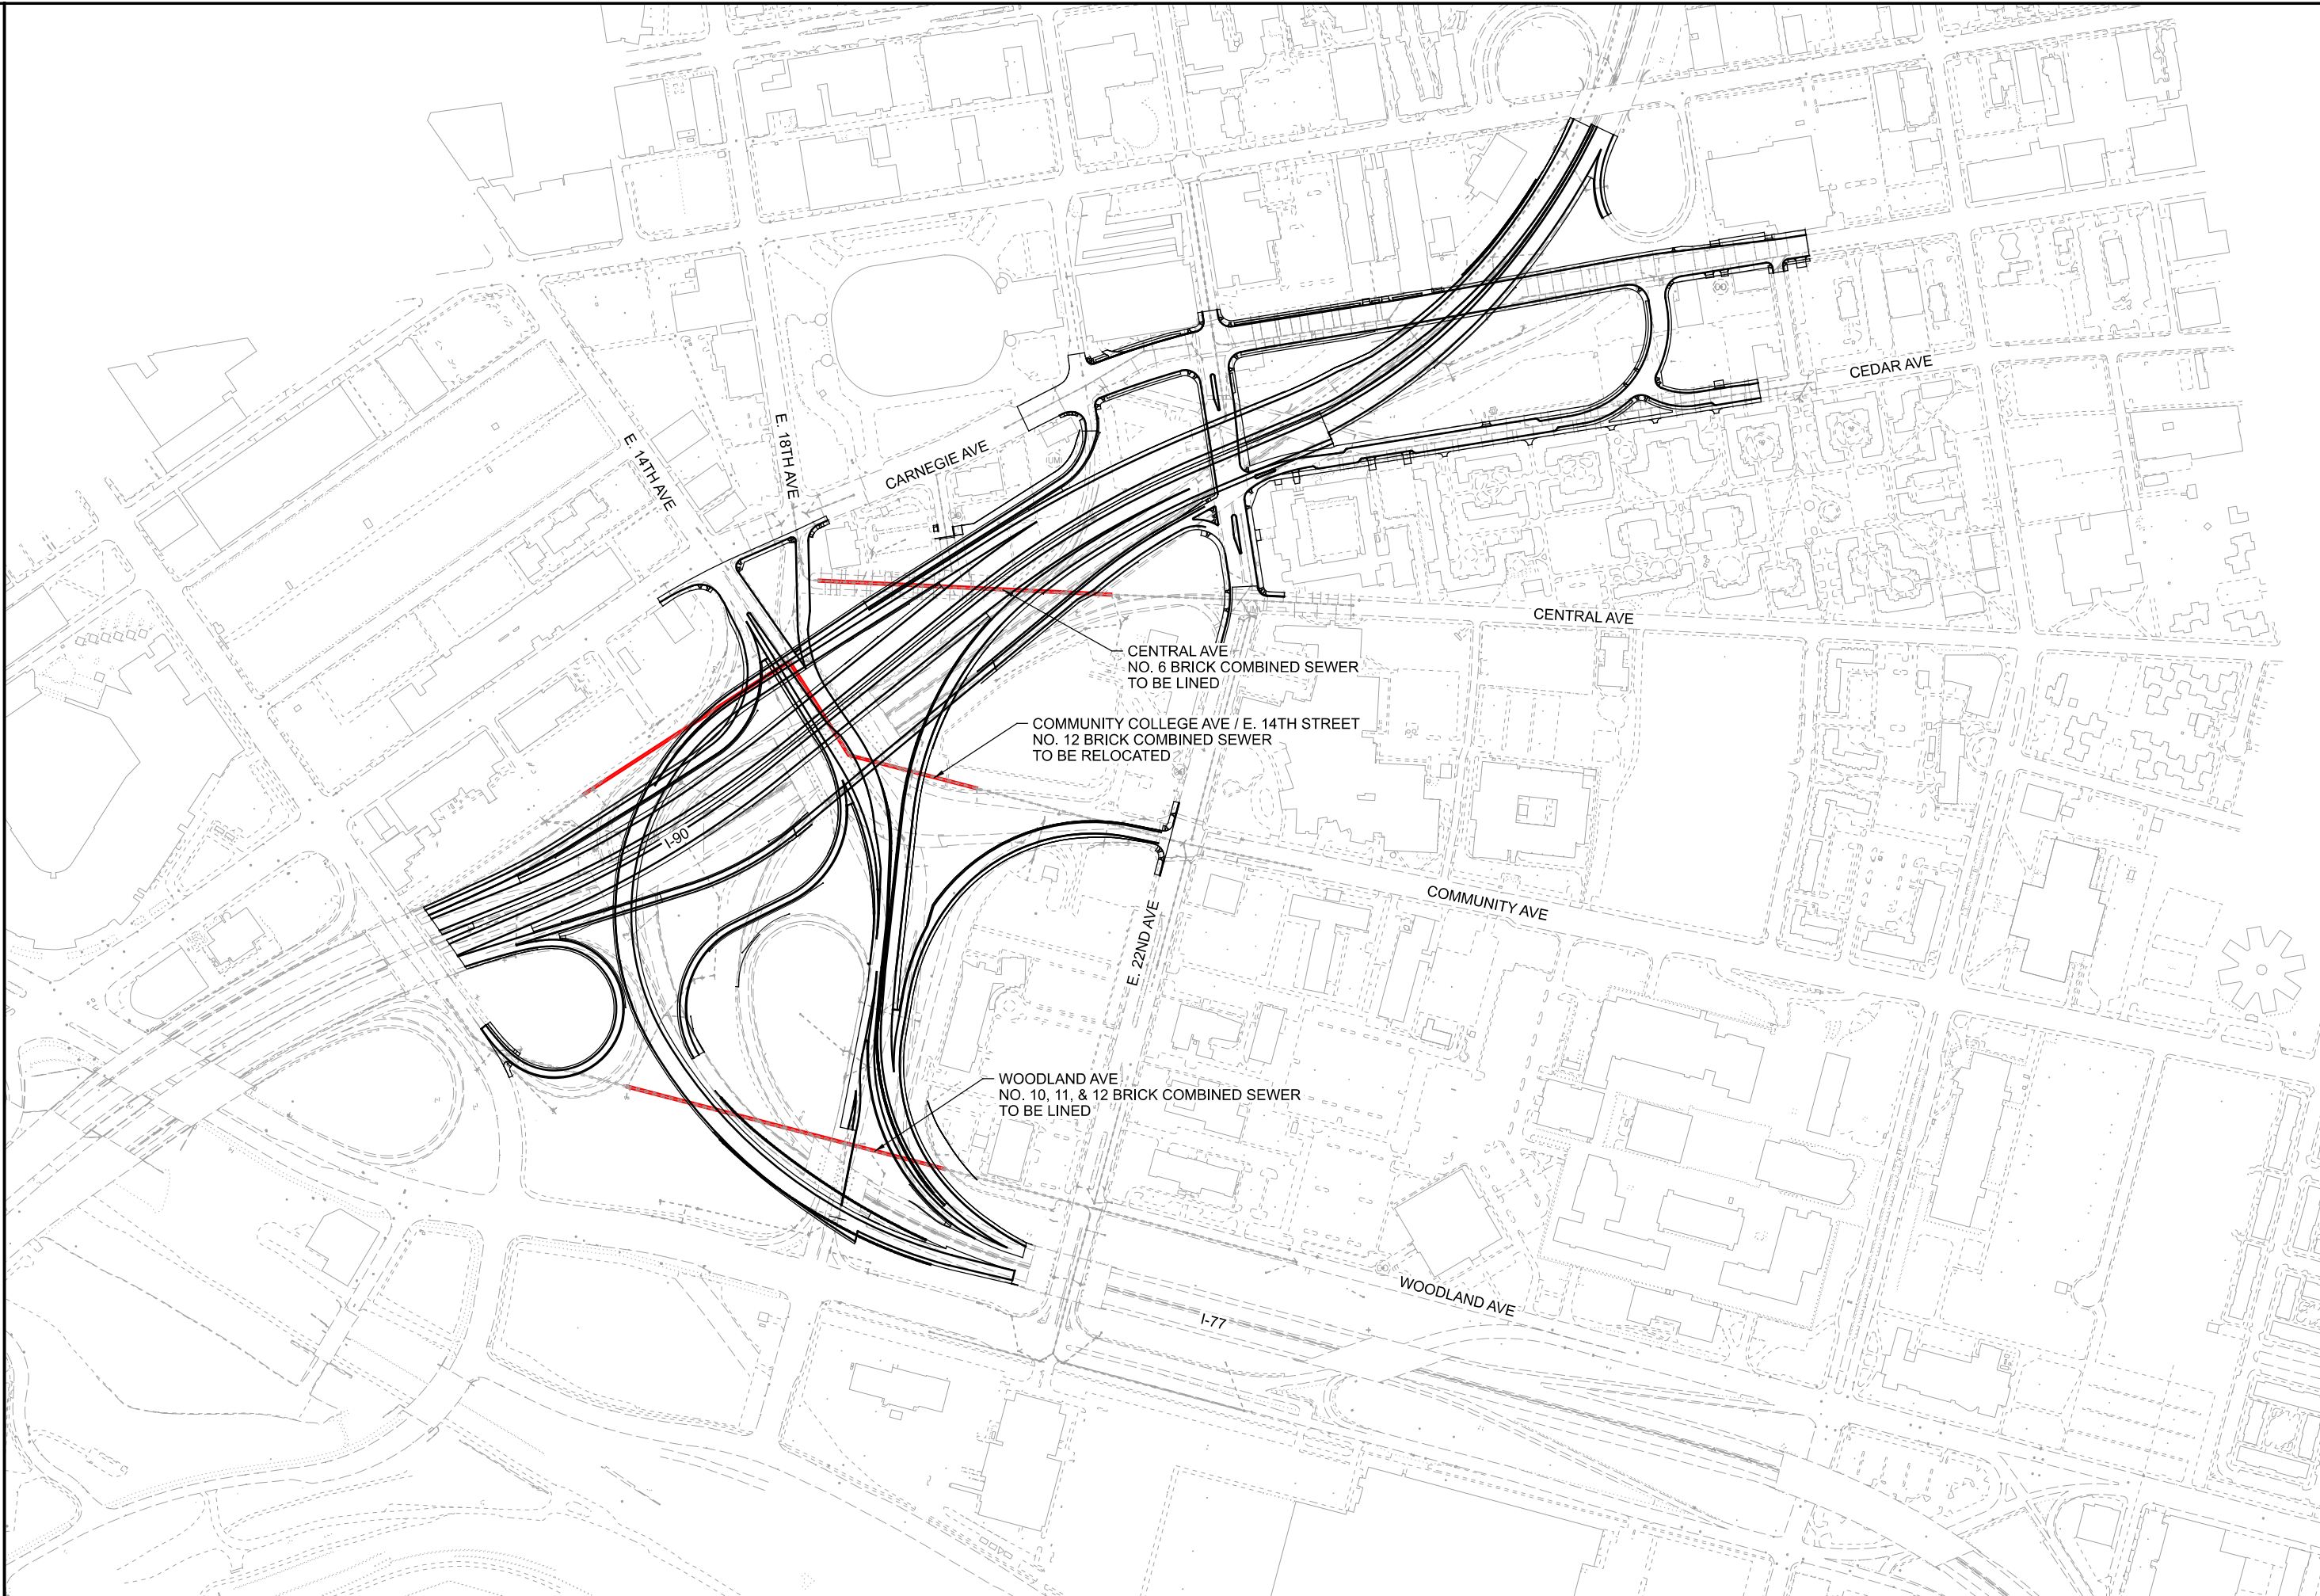 CEDAR AVE
E. 18TH AVE
E. 14TH AVE
CARNEGIE AVE
CENTRAL AVE
CENTRAL AVE
NO. 6 BRICK COMBINED SEWER
TO BE LINED
COMMUNITY COLLEGE AVE / E. 14TH STREET
NO. 12 BRICK COMBINED SEWER
TO BE RELOCATED
I-90
COMMUNITY AVE
E. 22ND AVE
WOODLAND AVE
NO. 10, 11, & 12 BRICK COMBINED SEWER
TO BE LINED
WOODLAND AVE
I-77